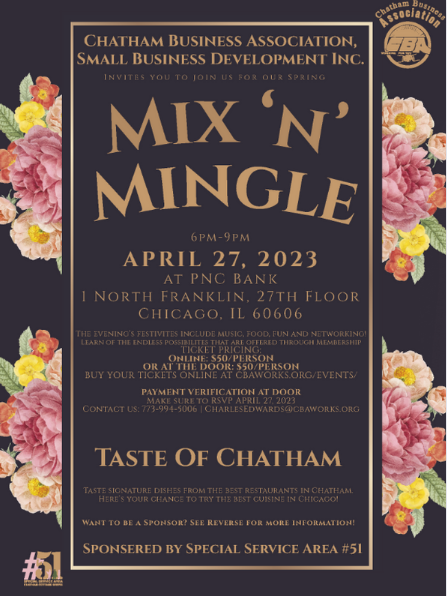 Chatham Business
Association
CBA
Chatham Business Association,
Small Business Development Inc.
Invites you to join us for our Spring
Mix 'n'
Mingle
6pm-9pm
April 27, 2023
at PNC Bank
1 North Franklin, 27th Floor
Chicago, IL 60606
The evening's festivites include music, food, fun and networking!
Learn of the endless possibilites that are offered through membership
Ticket Pricing:
Online: $50/person
or at the door: $50/person
Buy your tickets online at cbaworks.org/events/
Payment verification at door
Make sure to RSVP April 27, 2023
Contact us: 773-994-5006 | CharlesEdwards@cbaworks.org
Taste Of Chatham
Taste signature dishes from the best restaurants in Chatham.
Here's your chance to try the best cuisine in Chicago!
Want to be a Sponsor? See Reverse for more information!
Sponsered by Special Service Area #51
#51
Special Service Area